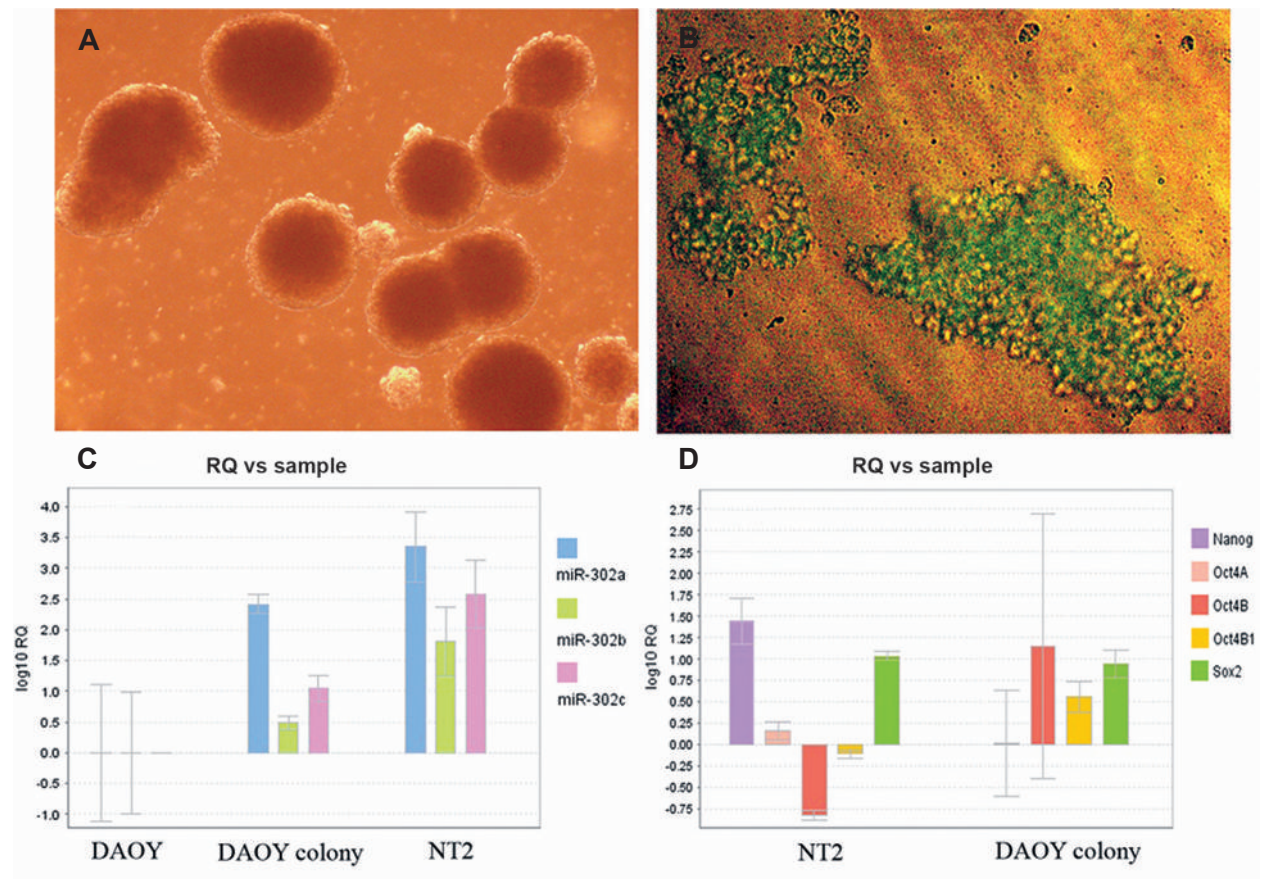 A
B
C
RQ vs sample
4.0
3.5
3.0
2.5
2.0
1.5
1.0
0.5
0.0
-0.5
-1.0
log10 RQ
DAOY
DAOY colony
NT2
miR-302a
miR-302b
miR-302c
D
RQ vs sample
2.75
2.50
2.25
2.00
1.75
1.50
1.25
1.00
0.75
0.50
0.25
0.00
-0.25
-0.50
-0.75
log10 RQ
NT2
DAOY colony
Nanog
Oct4A
Oct4B
Oct4B1
Sox2